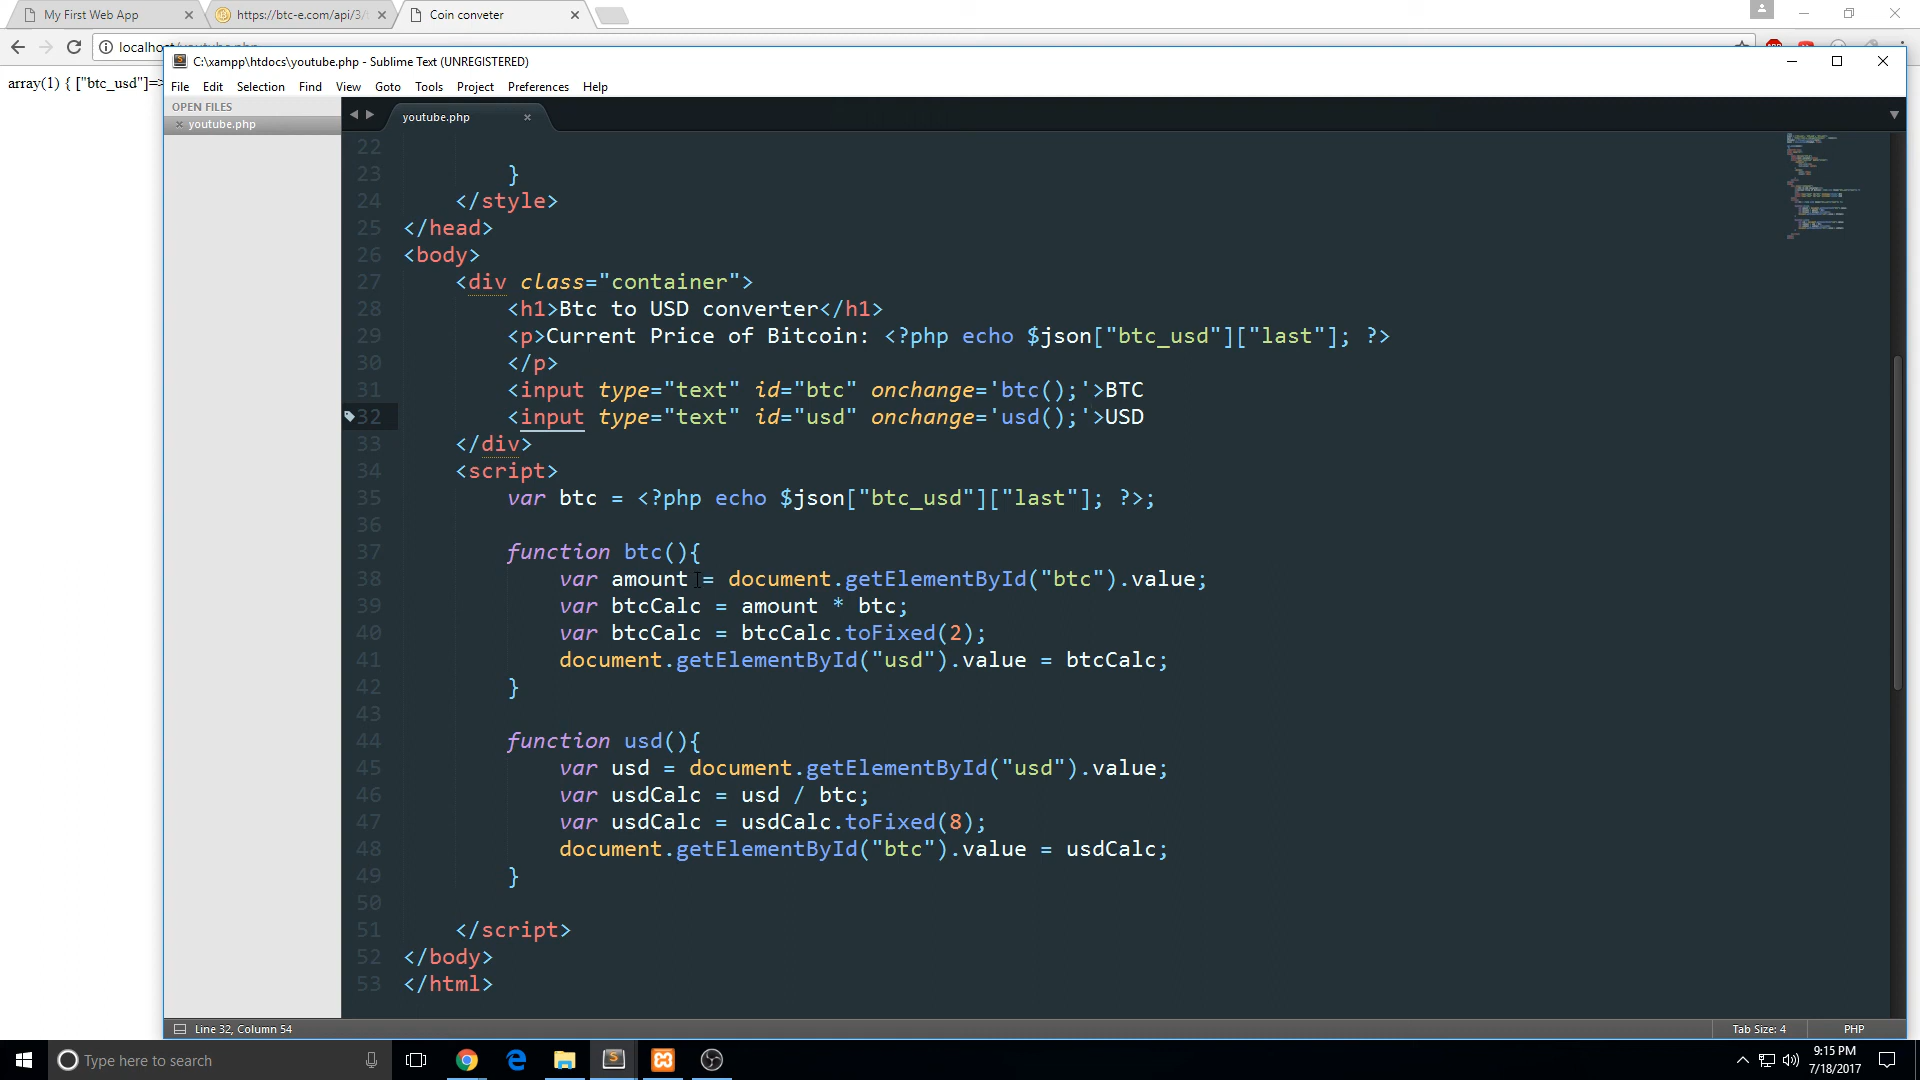 My First Web App
https://btc-e.com/api/3/
Coin conveter
localhost/youtube.php
array(1) { ["btc_usd"]=>
C:\xampp\htdocs\youtube.php - Sublime Text (UNREGISTERED)
File Edit Selection Find View Goto Tools Project Preferences Help
OPEN FILES
youtube.php
youtube.php
22
23 }
24 </style>
25 </head>
26 <body>
27 <div class="container">
28 <h1>Btc to USD converter</h1>
29 <p>Current Price of Bitcoin: <?php echo $json["btc_usd"]["last"]; ?>
30 </p>
31 <input type="text" id="btc" onchange='btc();'>BTC
32 <input type="text" id="usd" onchange='usd();'>USD
33 </div>
34 <script>
35 var btc = <?php echo $json["btc_usd"]["last"]; ?>;
36
37 function btc(){
38 var amount = document.getElementById("btc").value;
39 var btcCalc = amount * btc;
40 var btcCalc = btcCalc.toFixed(2);
41 document.getElementById("usd").value = btcCalc;
42 }
43
44 function usd(){
45 var usd = document.getElementById("usd").value;
46 var usdCalc = usd / btc;
47 var usdCalc = usdCalc.toFixed(8);
48 document.getElementById("btc").value = usdCalc;
49 }
50
51 </script>
52 </body>
53 </html>
Line 32, Column 54
Tab Size: 4
PHP
Type here to search
9:15 PM
7/18/2017